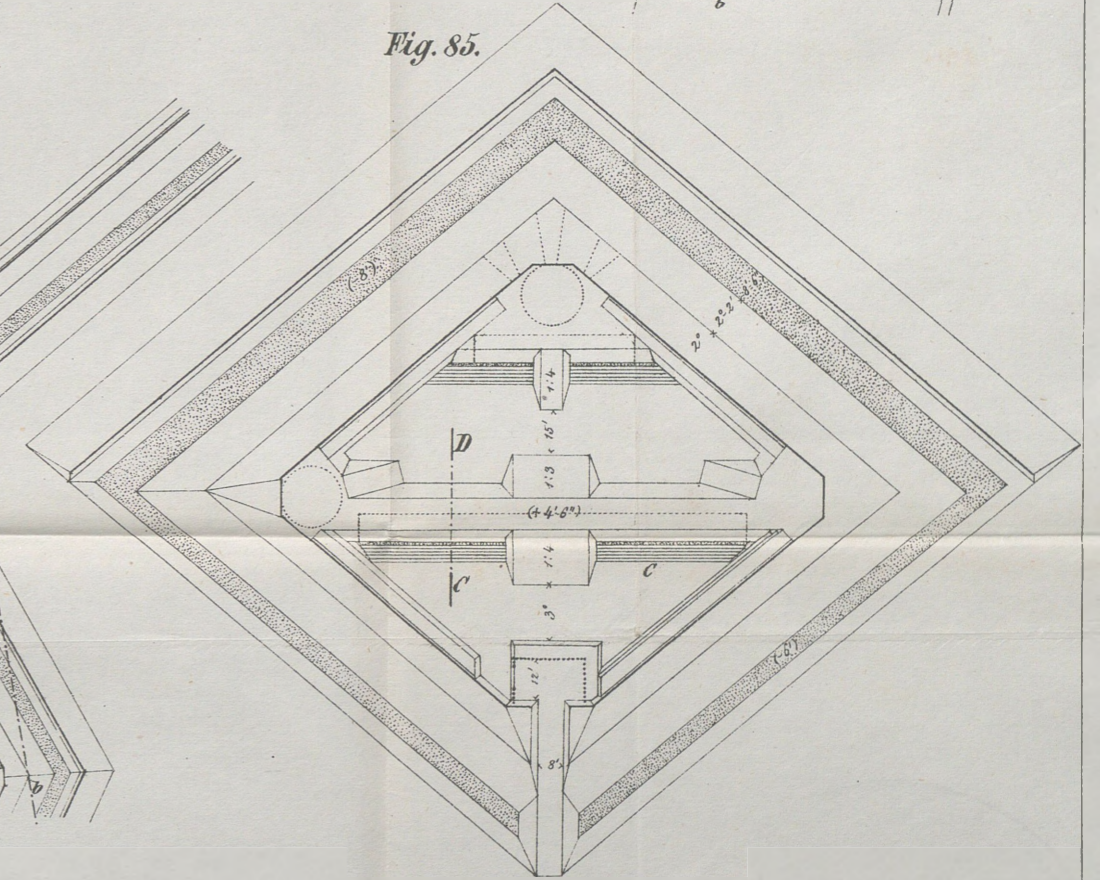 b
Fig. 85.
(-8')
2° × 2°-2' × 8'6"
1:4
15'
D
1:3
(+4'6")
1:4
C
c
3°
(-6')
12'
8'
b